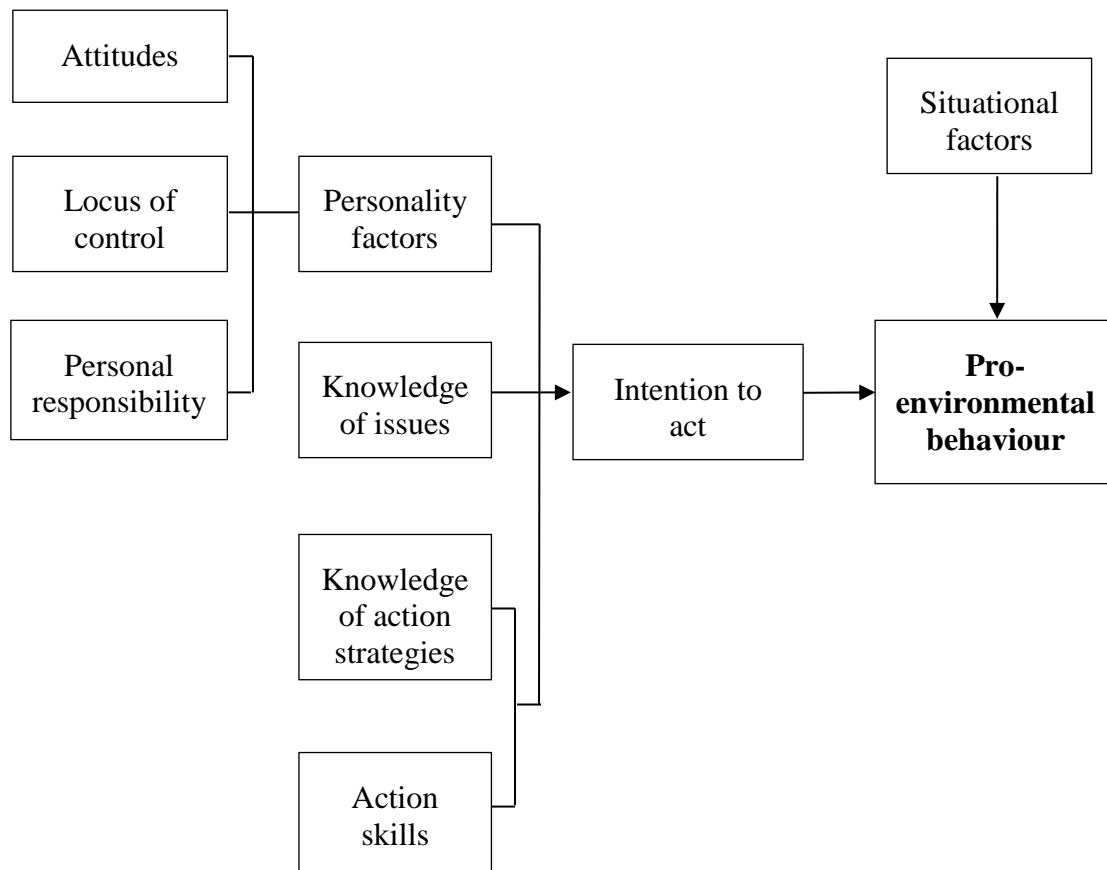 Attitudes
Locus of
control
Personal
responsibility
Personality
factors
Knowledge
of issues
Knowledge
of action
strategies
Action
skills
Intention to
act
Situational
factors
Pro-
environmental
behaviour